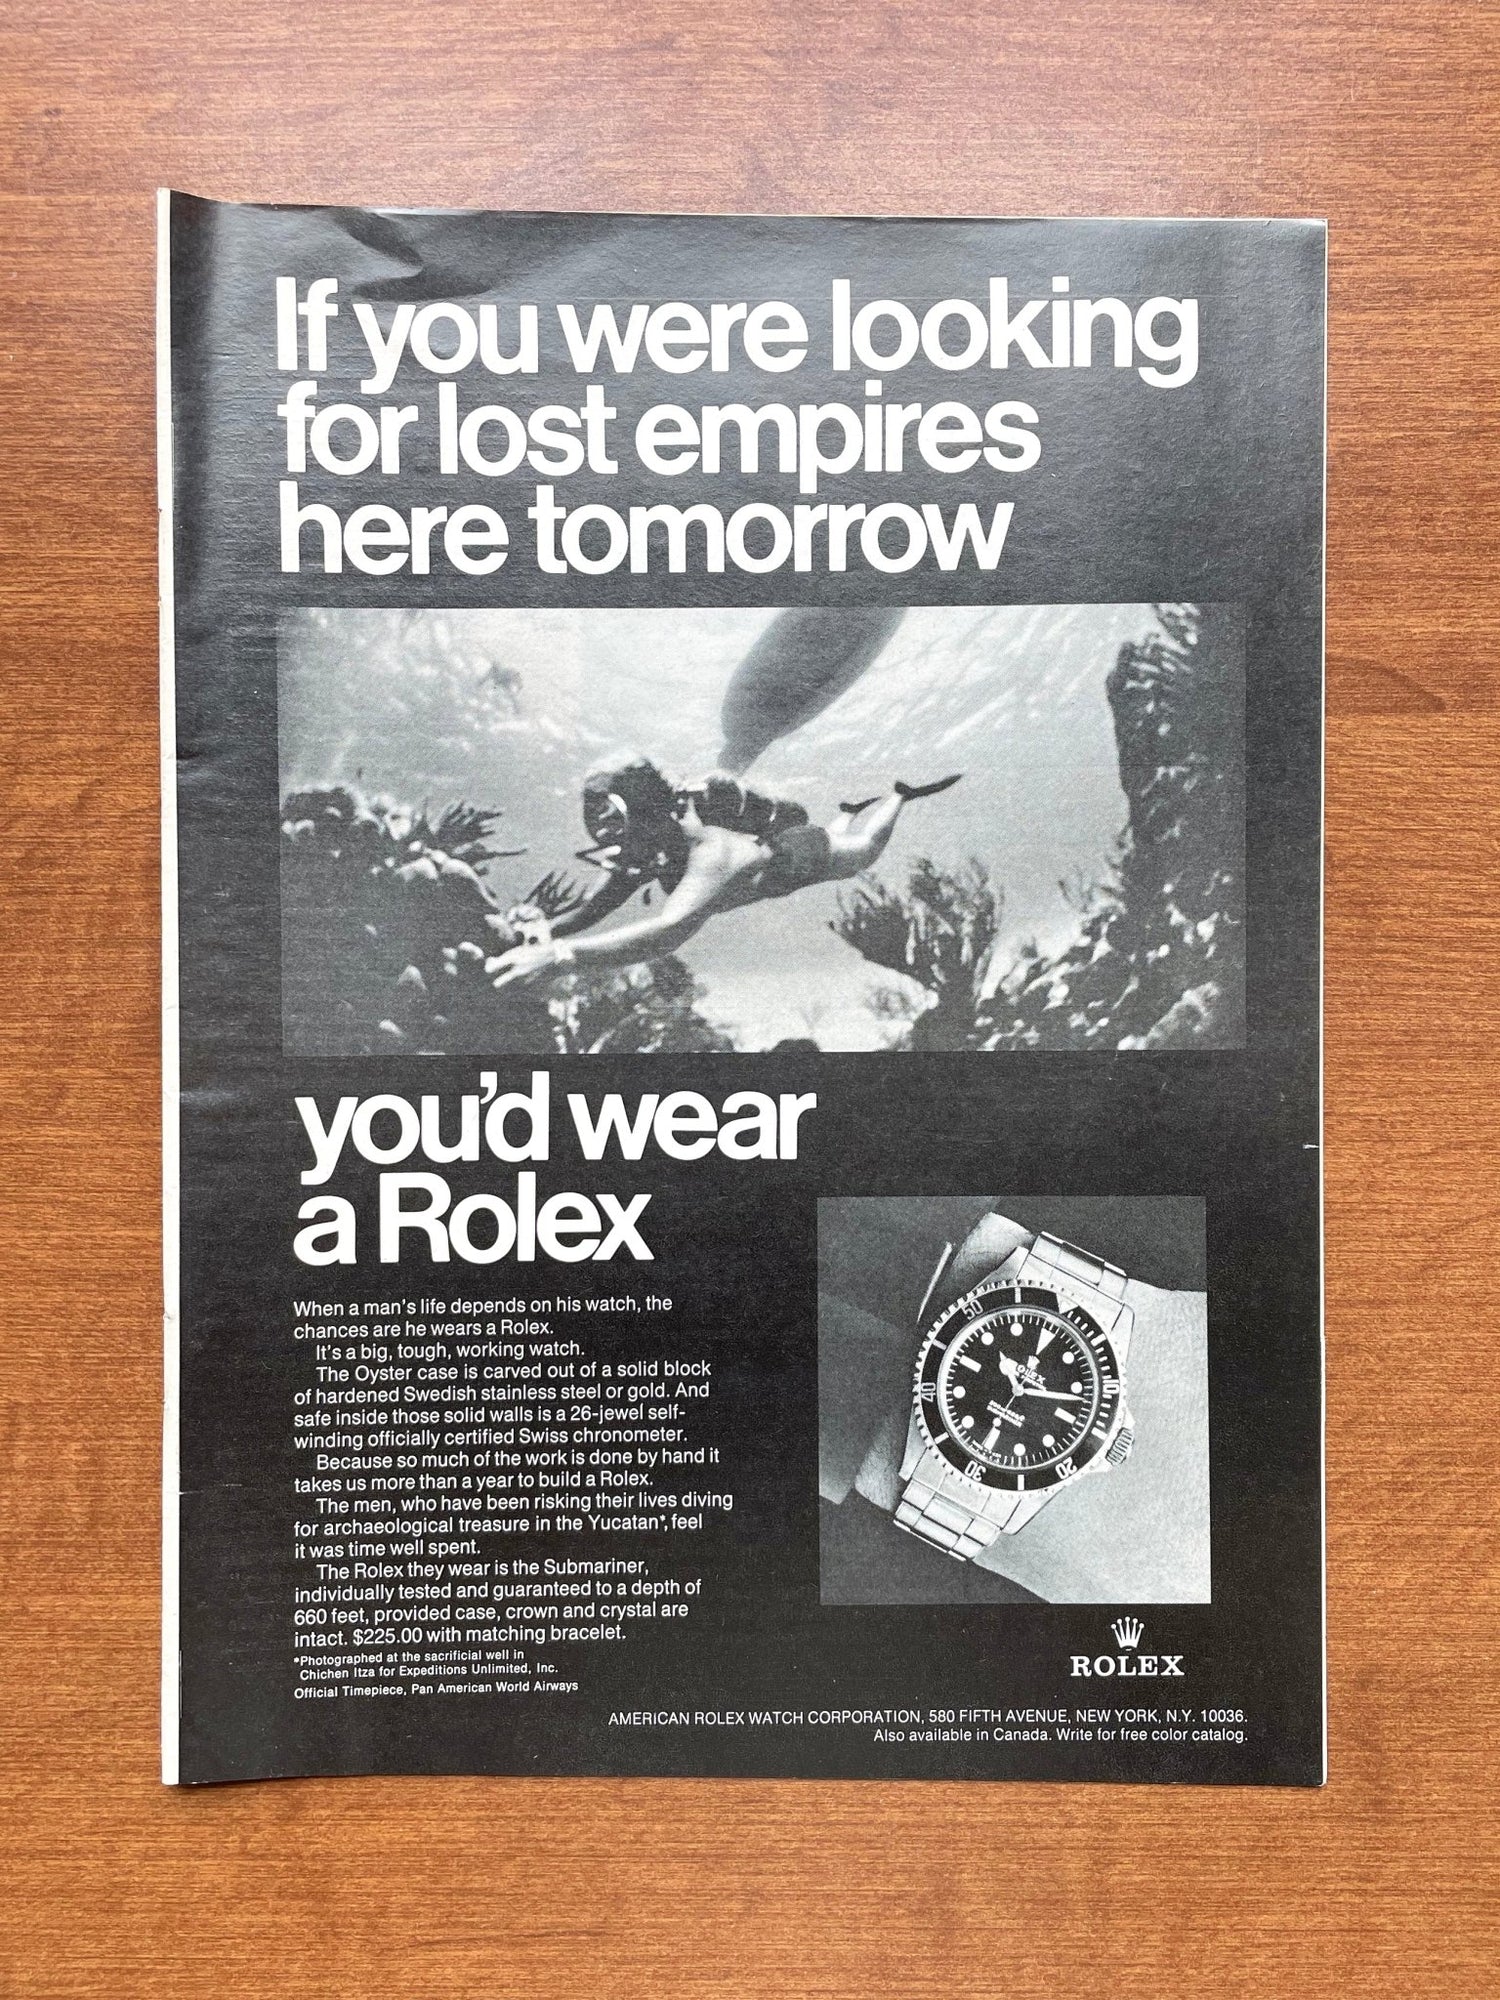 If you were looking
for lost empires
here tomorrow
you'd wear
a Rolex
When a man's life depends on his watch, the
chances are he wears a Rolex.
It's a big, tough, working watch.
The Oyster case is carved out of a solid block
of hardened Swedish stainless steel or gold. And
safe inside those solid walls is a 26-jewel self-
winding officially certified Swiss chronometer.
Because so much of the work is done by hand it
takes us more than a year to build a Rolex.
The men, who have been risking their lives diving
for archaeological treasure in the Yucatan*, feel
it was time well spent.
The Rolex they wear is the Submariner,
individually tested and guaranteed to a depth of
660 feet, provided case, crown and crystal are
intact. $225.00 with matching bracelet.
*Photographed at the sacrificial well in
Chichen Itza for Expeditions Unlimited, Inc.
Official Timepiece, Pan American World Airways
50
10
40
ROLEX
30
20
ROLEX
AMERICAN ROLEX WATCH CORPORATION, 580 FIFTH AVENUE, NEW YORK, N.Y. 10036.
Also available in Canada. Write for free color catalog.